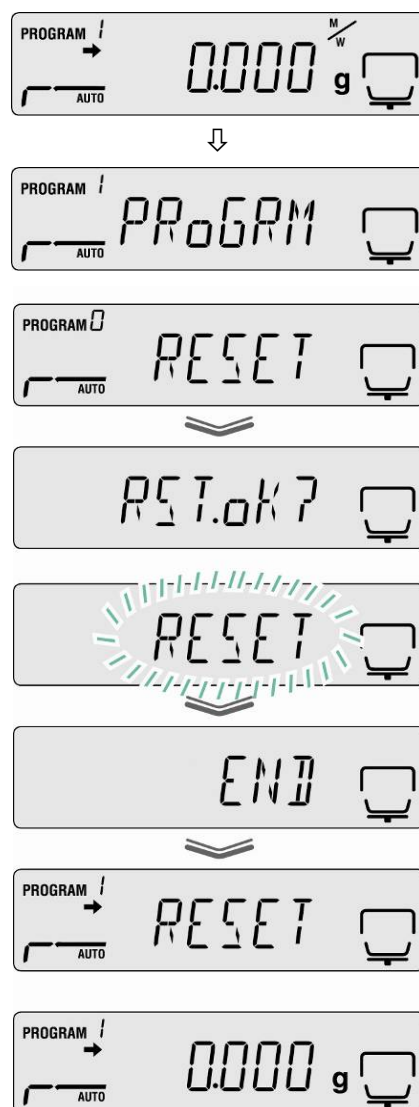 PROGRAM 1
M/W
0.000 g
AUTO
PROGRAM 1
PRoGRM
AUTO
PROGRAM 0
RESET
AUTO
RST.oK?
RESET
END
PROGRAM 1
RESET
AUTO
PROGRAM 1
0.000 g
AUTO